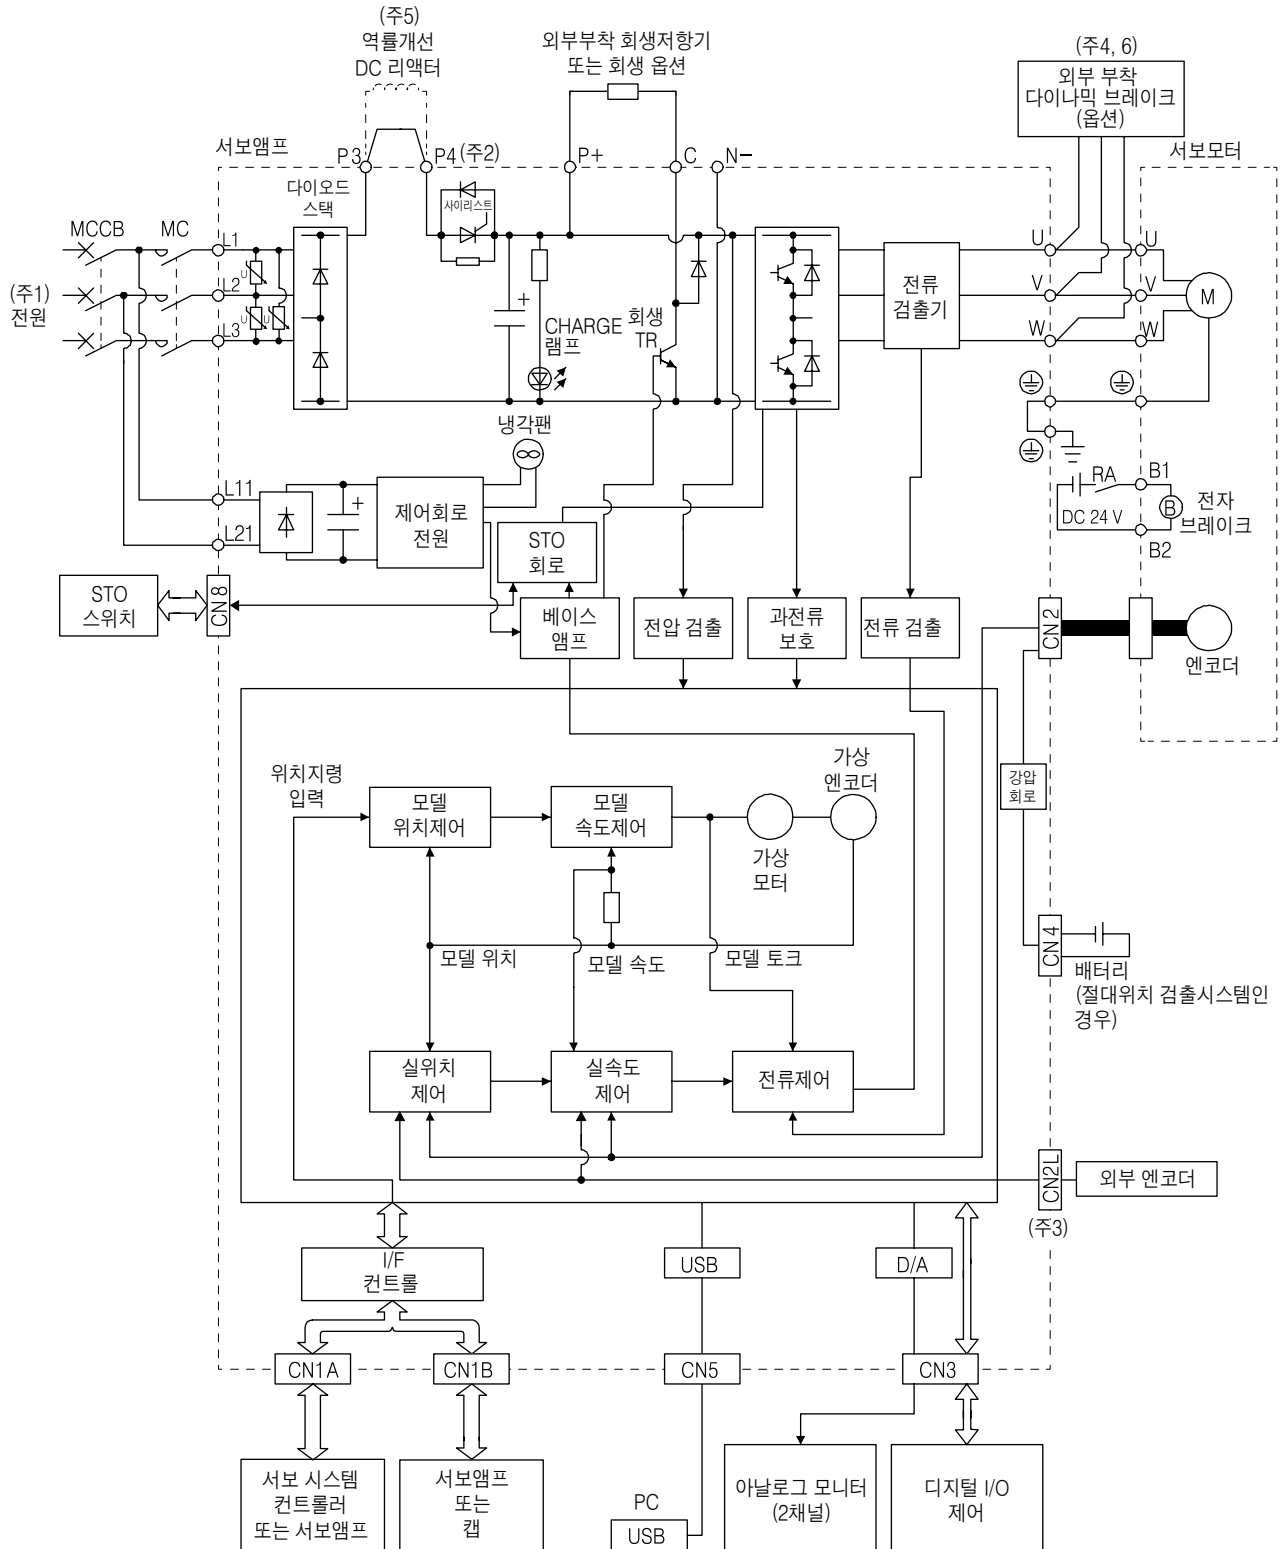 (주5)
역률개선
DC 리액터
외부부착 회생저항기
또는 회생 옵션
(주4, 6)
외부 부착
다이나믹 브레이크
(옵션)
서보앰프
P3
P4 (주2)
P+
C
N−
서보모터
다이오드
스택
사이리스트
MCCB
MC
L1
L2
L3
U
U
U
(주1)
전원
+
CHARGE
램프
회생
TR
전류
검출기
U
V
W
U
V
W
M
냉각팬
L11
L21
+
제어회로
전원
STO
회로
RA
DC 24 V
B1
B
B2
전자
브레이크
STO
스위치
CN 8
베이스
앰프
전압 검출
과전류
보호
전류 검출
CN 2
엔코더
위치지령
입력
모델
위치제어
모델
속도제어
가상
엔코더
가상
모터
강압
회로
모델 위치
모델 속도
모델 토크
CN 4
배터리
(절대위치 검출시스템인
경우)
실위치
제어
실속도
제어
전류제어
CN2L
외부 엔코더
(주3)
I/F
컨트롤
USB
D/A
CN1A
CN1B
CN5
CN3
서보 시스템
컨트롤러
또는 서보앰프
서보앰프
또는
캡
PC
USB
아날로그 모니터
(2채널)
디지털 I/O
제어